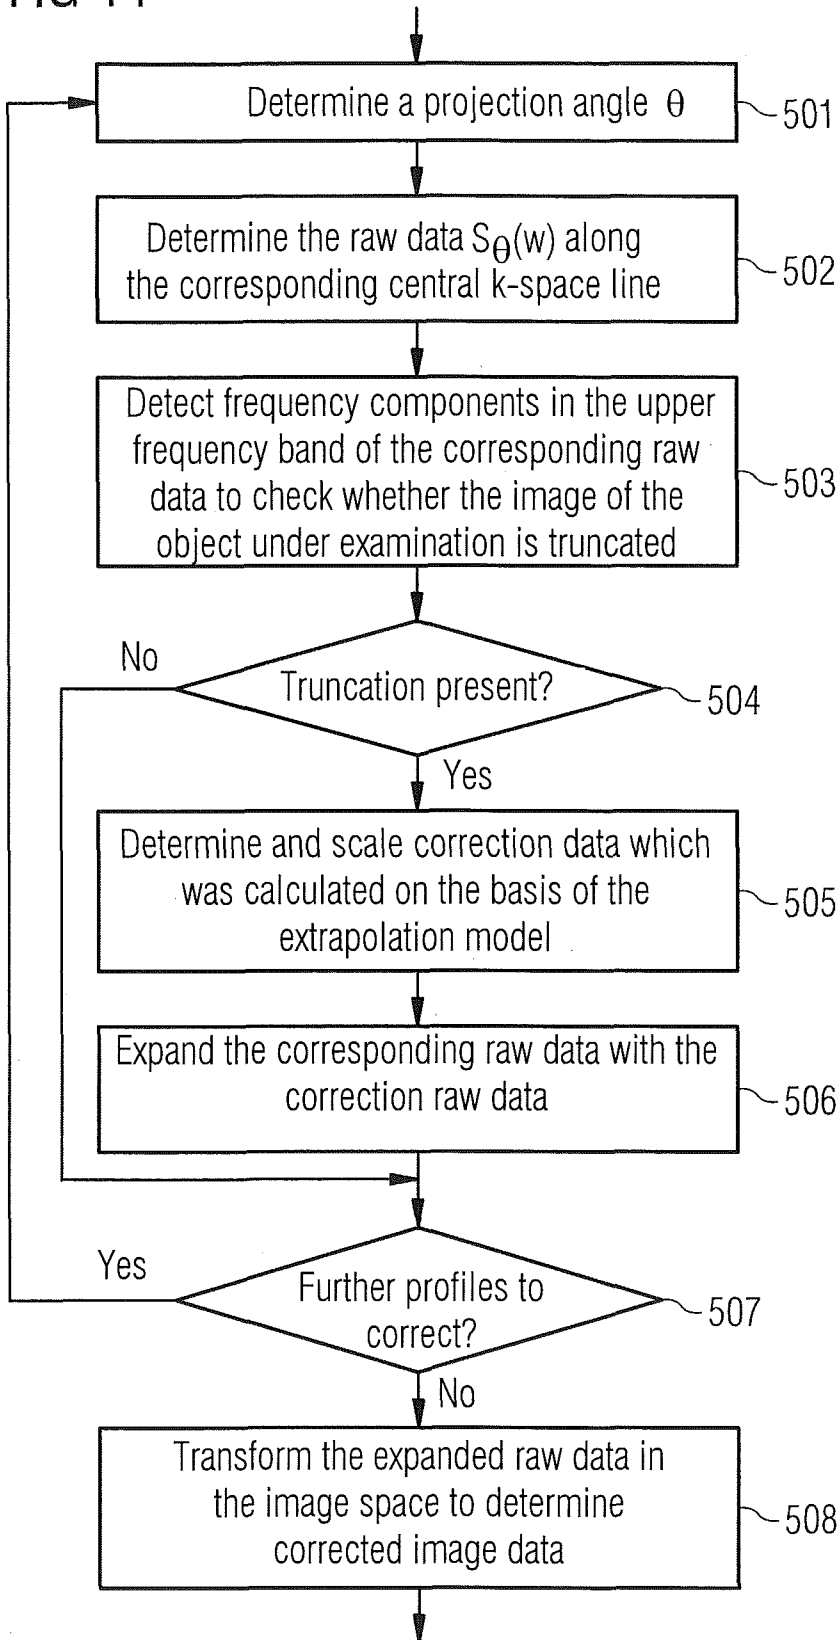 Determine a projection angle θ
501
Determine the raw data Sθ(w) along
the corresponding central k-space line
502
Detect frequency components in the upper
frequency band of the corresponding raw
data to check whether the image of the
object under examination is truncated
503
No
Truncation present?
504
Yes
Determine and scale correction data which
was calculated on the basis of the
extrapolation model
505
Expand the corresponding raw data with the
correction raw data
506
Yes
Further profiles to
correct?
507
No
Transform the expanded raw data in
the image space to determine
corrected image data
508